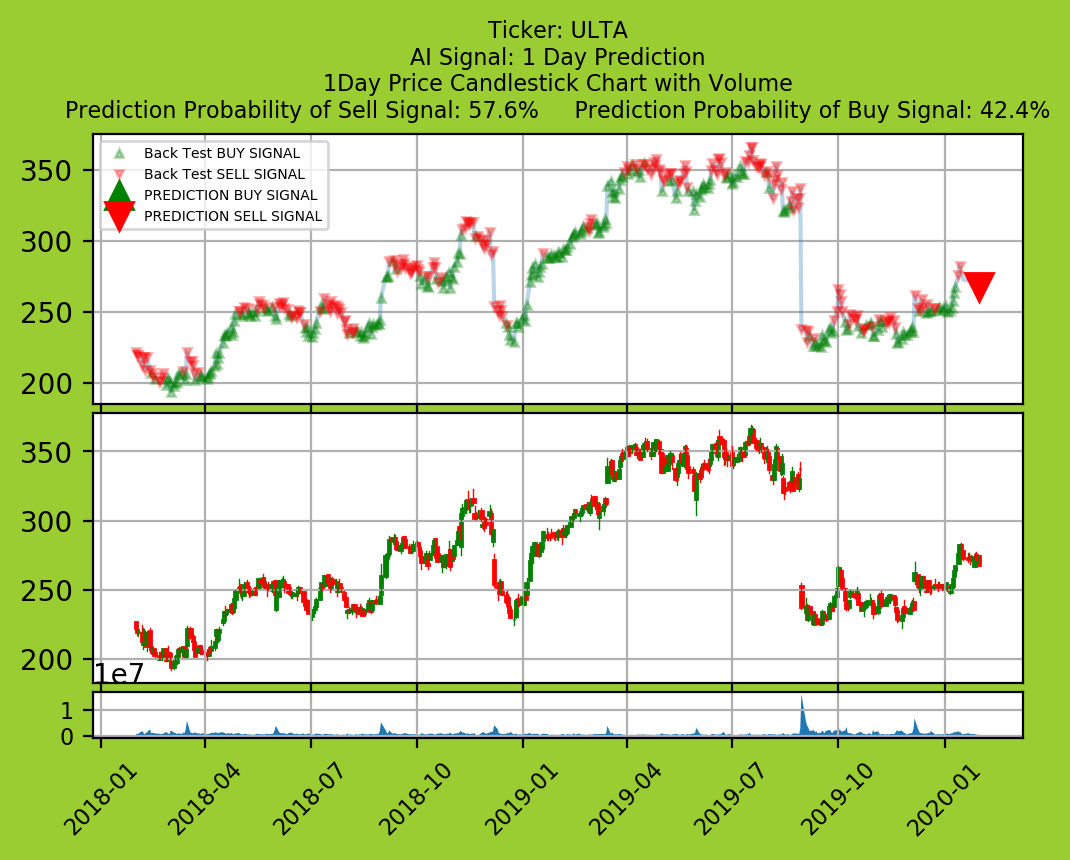 Ticker: ULTA
AI Signal: 1 Day Prediction
1Day Price Candlestick Chart with Volume
Prediction Probability of Sell Signal: 57.6%     Prediction Probability of Buy Signal: 42.4%
Back Test BUY SIGNAL
Back Test SELL SIGNAL
PREDICTION BUY SIGNAL
PREDICTION SELL SIGNAL
350
300
250
200
350
300
250
200
1e7
1
0
2018-01
2018-04
2018-07
2018-10
2019-01
2019-04
2019-07
2019-10
2020-01